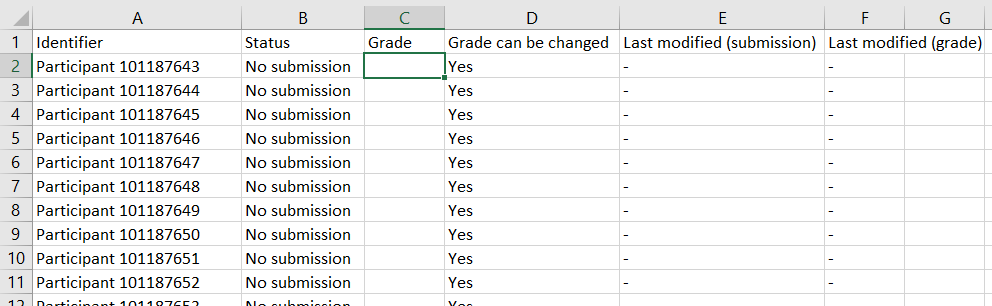 A B C D E F G
1 Identifier Status Grade Grade can be changed Last modified (submission) Last modified (grade)
2 Participant 101187643 No submission Yes - -
3 Participant 101187644 No submission Yes - -
4 Participant 101187645 No submission Yes - -
5 Participant 101187646 No submission Yes - -
6 Participant 101187647 No submission Yes - -
7 Participant 101187648 No submission Yes - -
8 Participant 101187649 No submission Yes - -
9 Participant 101187650 No submission Yes - -
10 Participant 101187651 No submission Yes - -
11 Participant 101187652 No submission Yes - -
12 Participant 101187653 No submission Yes